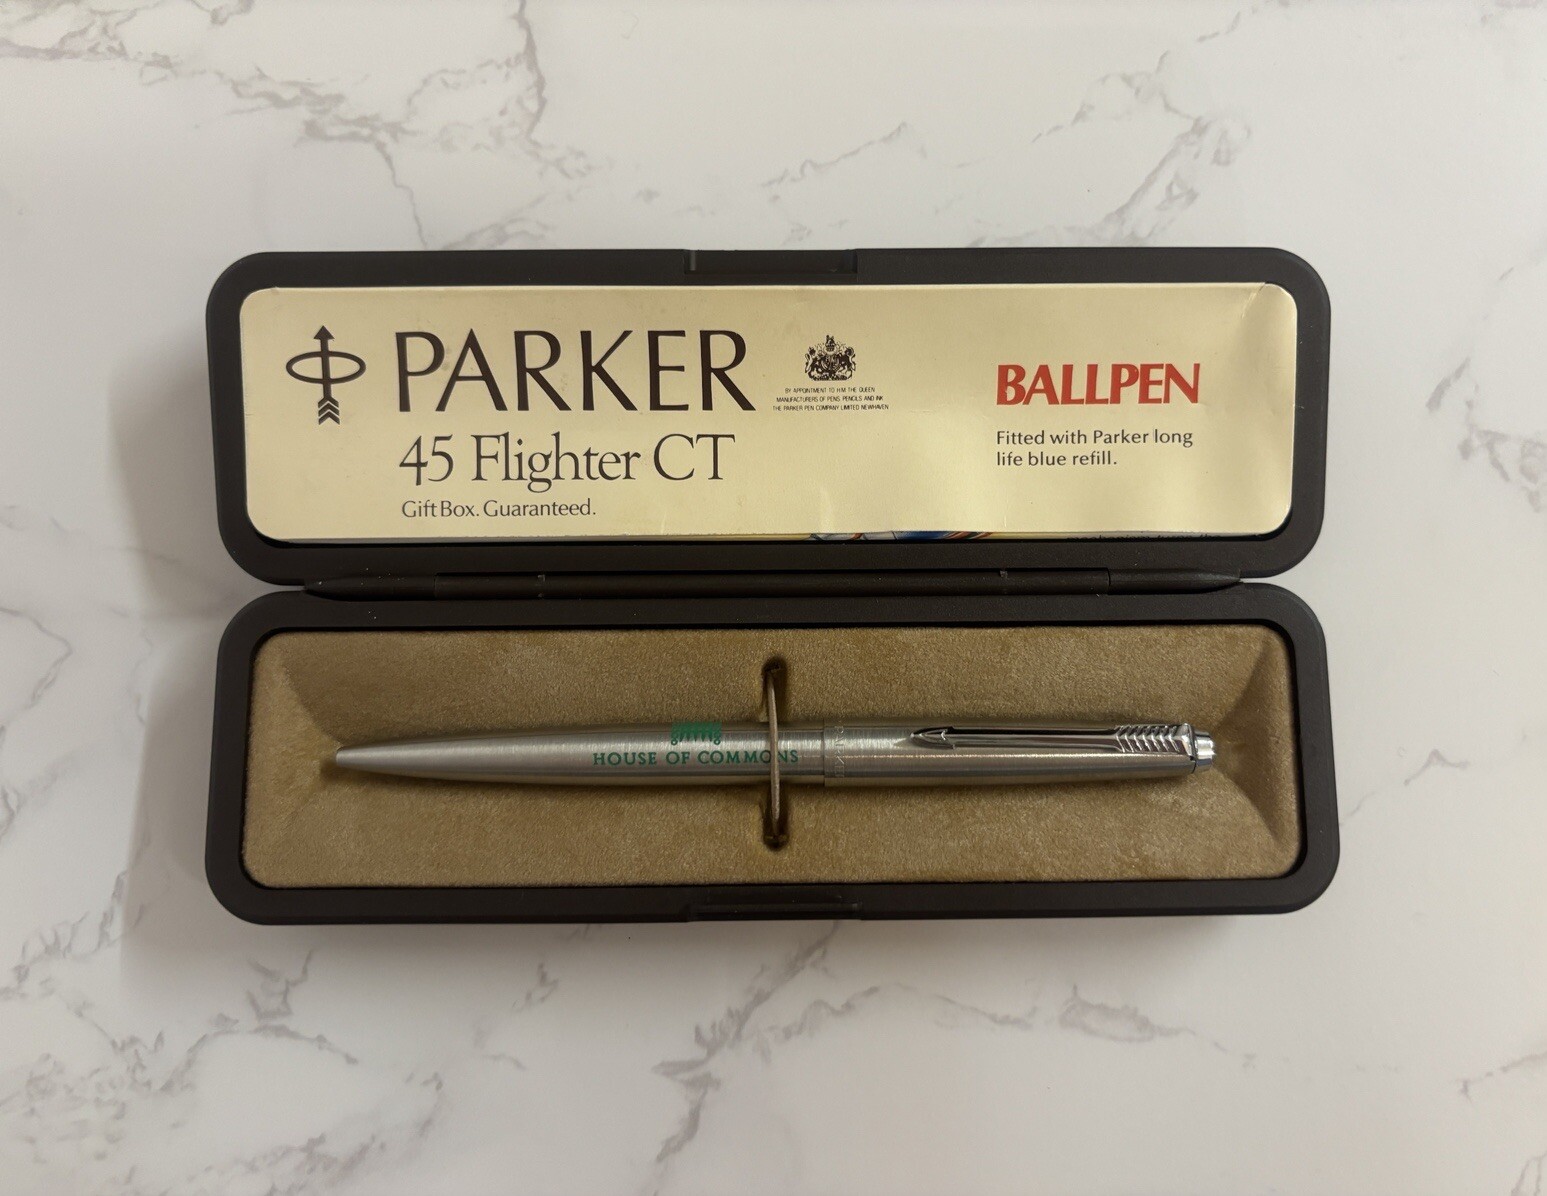 PARKER
45 Flighter CT
Gift Box. Guaranteed.
BY APPOINTMENT TO H.M. THE QUEEN
MANUFACTURERS OF PENS, PENCILS AND INK
THE PARKER PEN COMPANY LIMITED NEWHAVEN
BALLPEN
Fitted with Parker long
life blue refill.
HOUSE OF COMMONS
PARKER